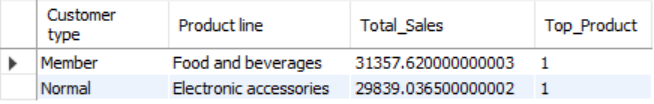 Customer type Product line Total_Sales Top_Product
Member Food and beverages 31357.620000000003 1
Normal Electronic accessories 29839.036500000002 1